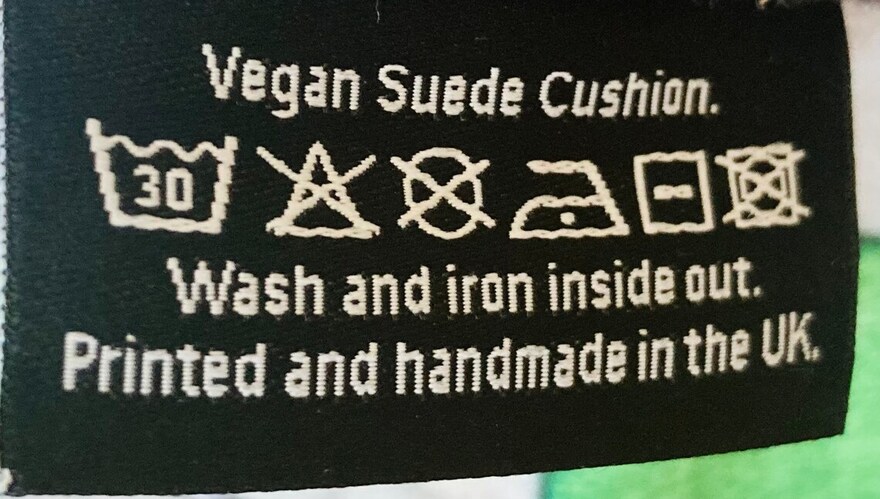 Vegan Suede Cushion.
30
Wash and iron inside out.
Printed and handmade in the UK.